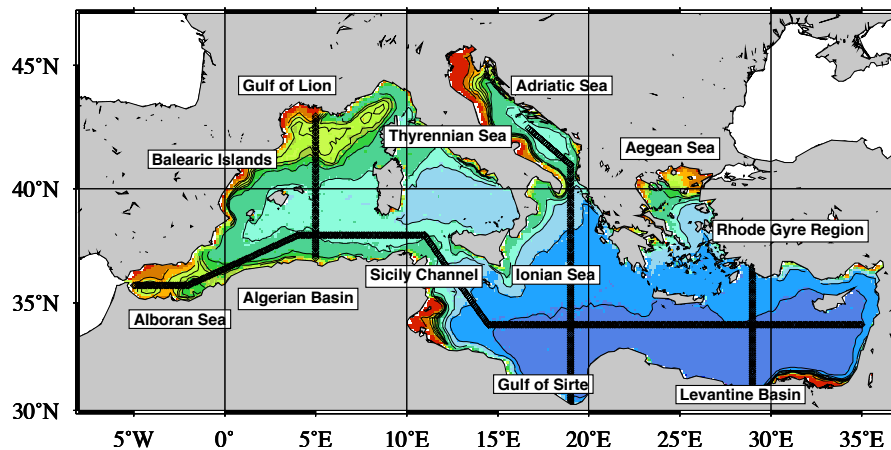 45°N
Gulf of Lion
Adriatic Sea
Thyrennian Sea
Aegean Sea
Balearic Islands
40°N
Rhode Gyre Region
Sicily Channel
Ionian Sea
Algerian Basin
35°N
Alboran Sea
Gulf of Sirte
Levantine Basin
30°N
5°W
0°
5°E
10°E
15°E
20°E
25°E
30°E
35°E